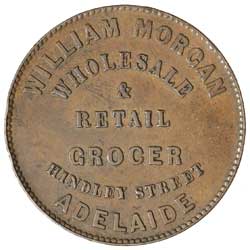 WILLIAM MORGAN
WHOLESALE
&
RETAIL
GROCER
HINDLEY STREET
ADELAIDE